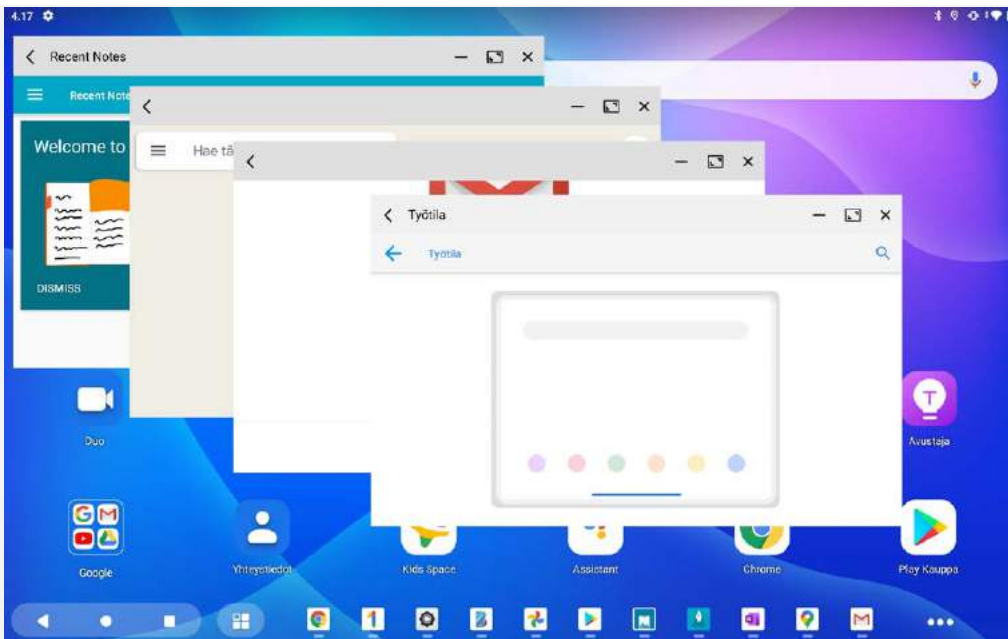 4.17
Recent Notes
Recent Note
Welcome to
DISMISS
Hae tä
Työtila
Työtila
Duo
Avustaja
Google
Yhteystiedot
Kids Space
Assistant
Chrome
Play Kauppa